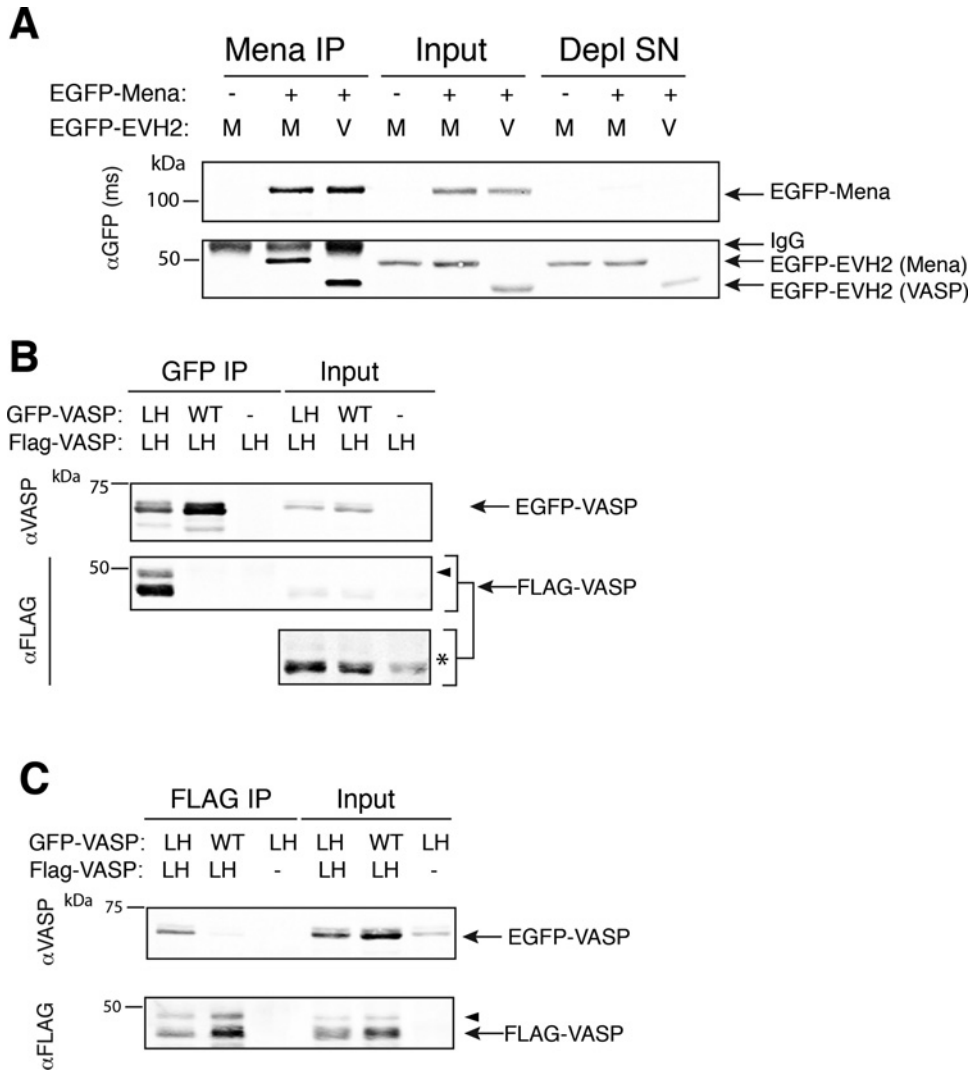 A
Mena IP Input Depl SN
EGFP-Mena: - + + - + + - + +
EGFP-EVH2: M M V M M V M M V
kDa
αGFP (ms)
100
EGFP-Mena
IgG
50
EGFP-EVH2 (Mena)
EGFP-EVH2 (VASP)
B
GFP IP Input
GFP-VASP: LH WT - LH WT -
Flag-VASP: LH LH LH LH LH LH
kDa
75
αVASP
EGFP-VASP
50
αFLAG
FLAG-VASP
*
C
FLAG IP Input
GFP-VASP: LH WT LH LH WT LH
Flag-VASP: LH LH - LH LH -
kDa
75
αVASP
EGFP-VASP
50
αFLAG
FLAG-VASP